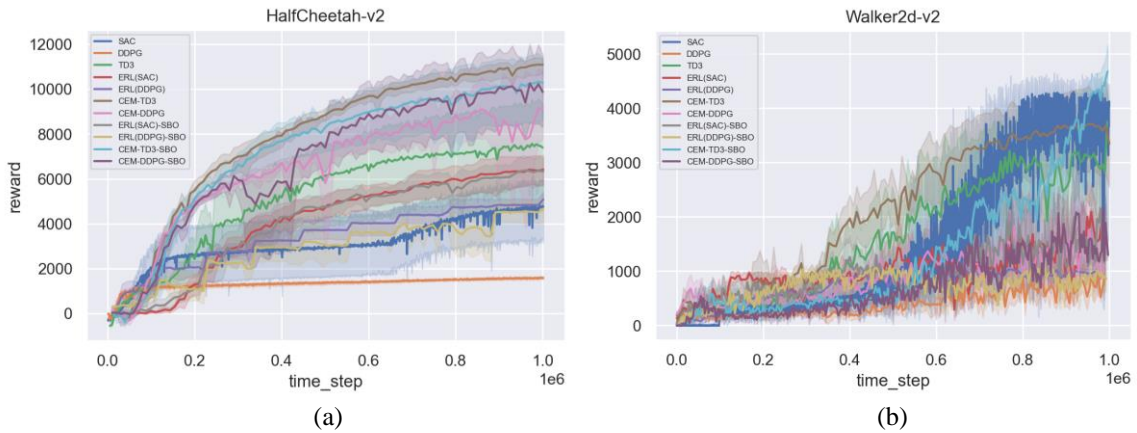 HalfCheetah-v2
12000
10000
8000
6000
4000
2000
0
reward
SAC
DDPG
TD3
ERL(SAC)
ERL(DDPG)
CEM-TD3
CEM-DDPG
ERL(SAC)-SBO
ERL(DDPG)-SBO
CEM-TD3-SBO
CEM-DDPG-SBO
0.0 0.2 0.4 0.6 0.8 1.0
1e6
time_step
(a)
Walker2d-v2
5000
4000
3000
2000
1000
0
reward
SAC
DDPG
TD3
ERL(SAC)
ERL(DDPG)
CEM-TD3
CEM-DDPG
ERL(SAC)-SBO
ERL(DDPG)-SBO
CEM-TD3-SBO
CEM-DDPG-SBO
0.0 0.2 0.4 0.6 0.8 1.0
1e6
time_step
(b)